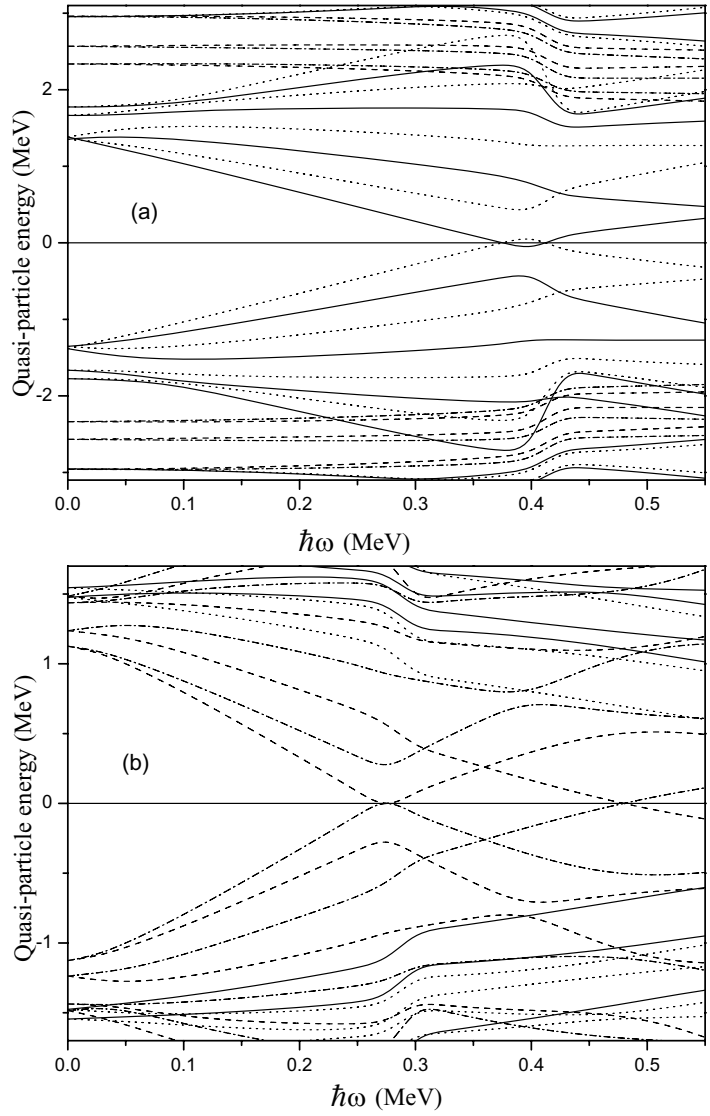 2
0
-2
Quasi-particle energy (MeV)
(a)
0.0 0.1 0.2 0.3 0.4 0.5
ℏω (MeV)
1
0
-1
Quasi-particle energy (MeV)
(b)
0.0 0.1 0.2 0.3 0.4 0.5
ℏω (MeV)